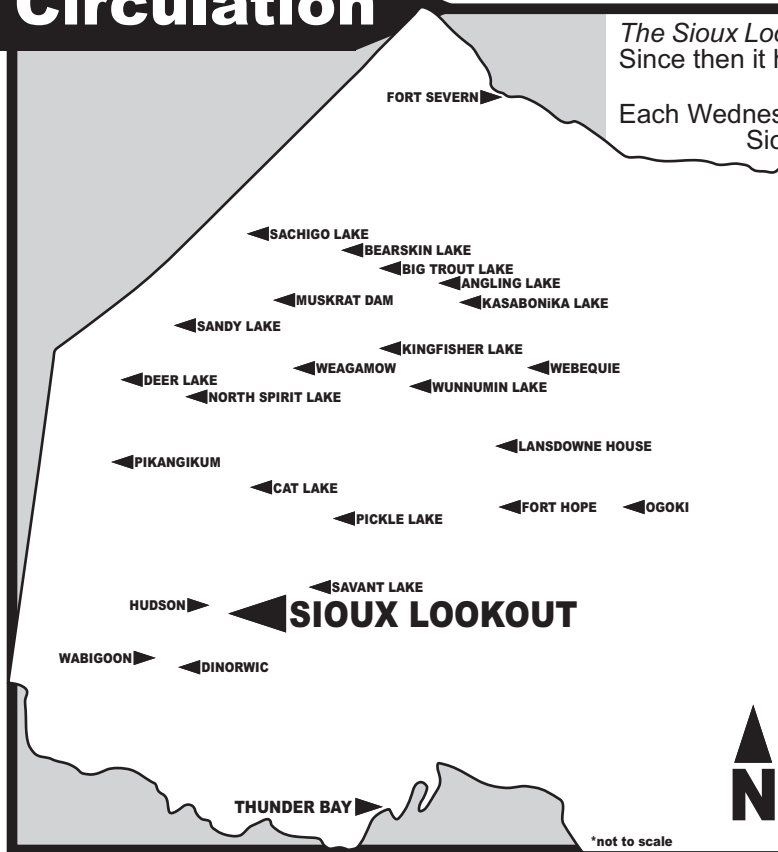 Circulation
The Sioux Loo
Since then it h
Each Wednes
Sio
FORT SEVERN
SACHIGO LAKE
BEARSKIN LAKE
BIG TROUT LAKE
ANGLING LAKE
MUSKRAT DAM
KASABONiKA LAKE
SANDY LAKE
KINGFISHER LAKE
WEAGAMOW
WEBEQUIE
DEER LAKE
WUNNUMIN LAKE
NORTH SPIRIT LAKE
LANSDOWNE HOUSE
PIKANGIKUM
CAT LAKE
FORT HOPE
OGOKI
PICKLE LAKE
SAVANT LAKE
HUDSON
SIOUX LOOKOUT
WABIGOON
DINORWIC
N
THUNDER BAY
*not to scale